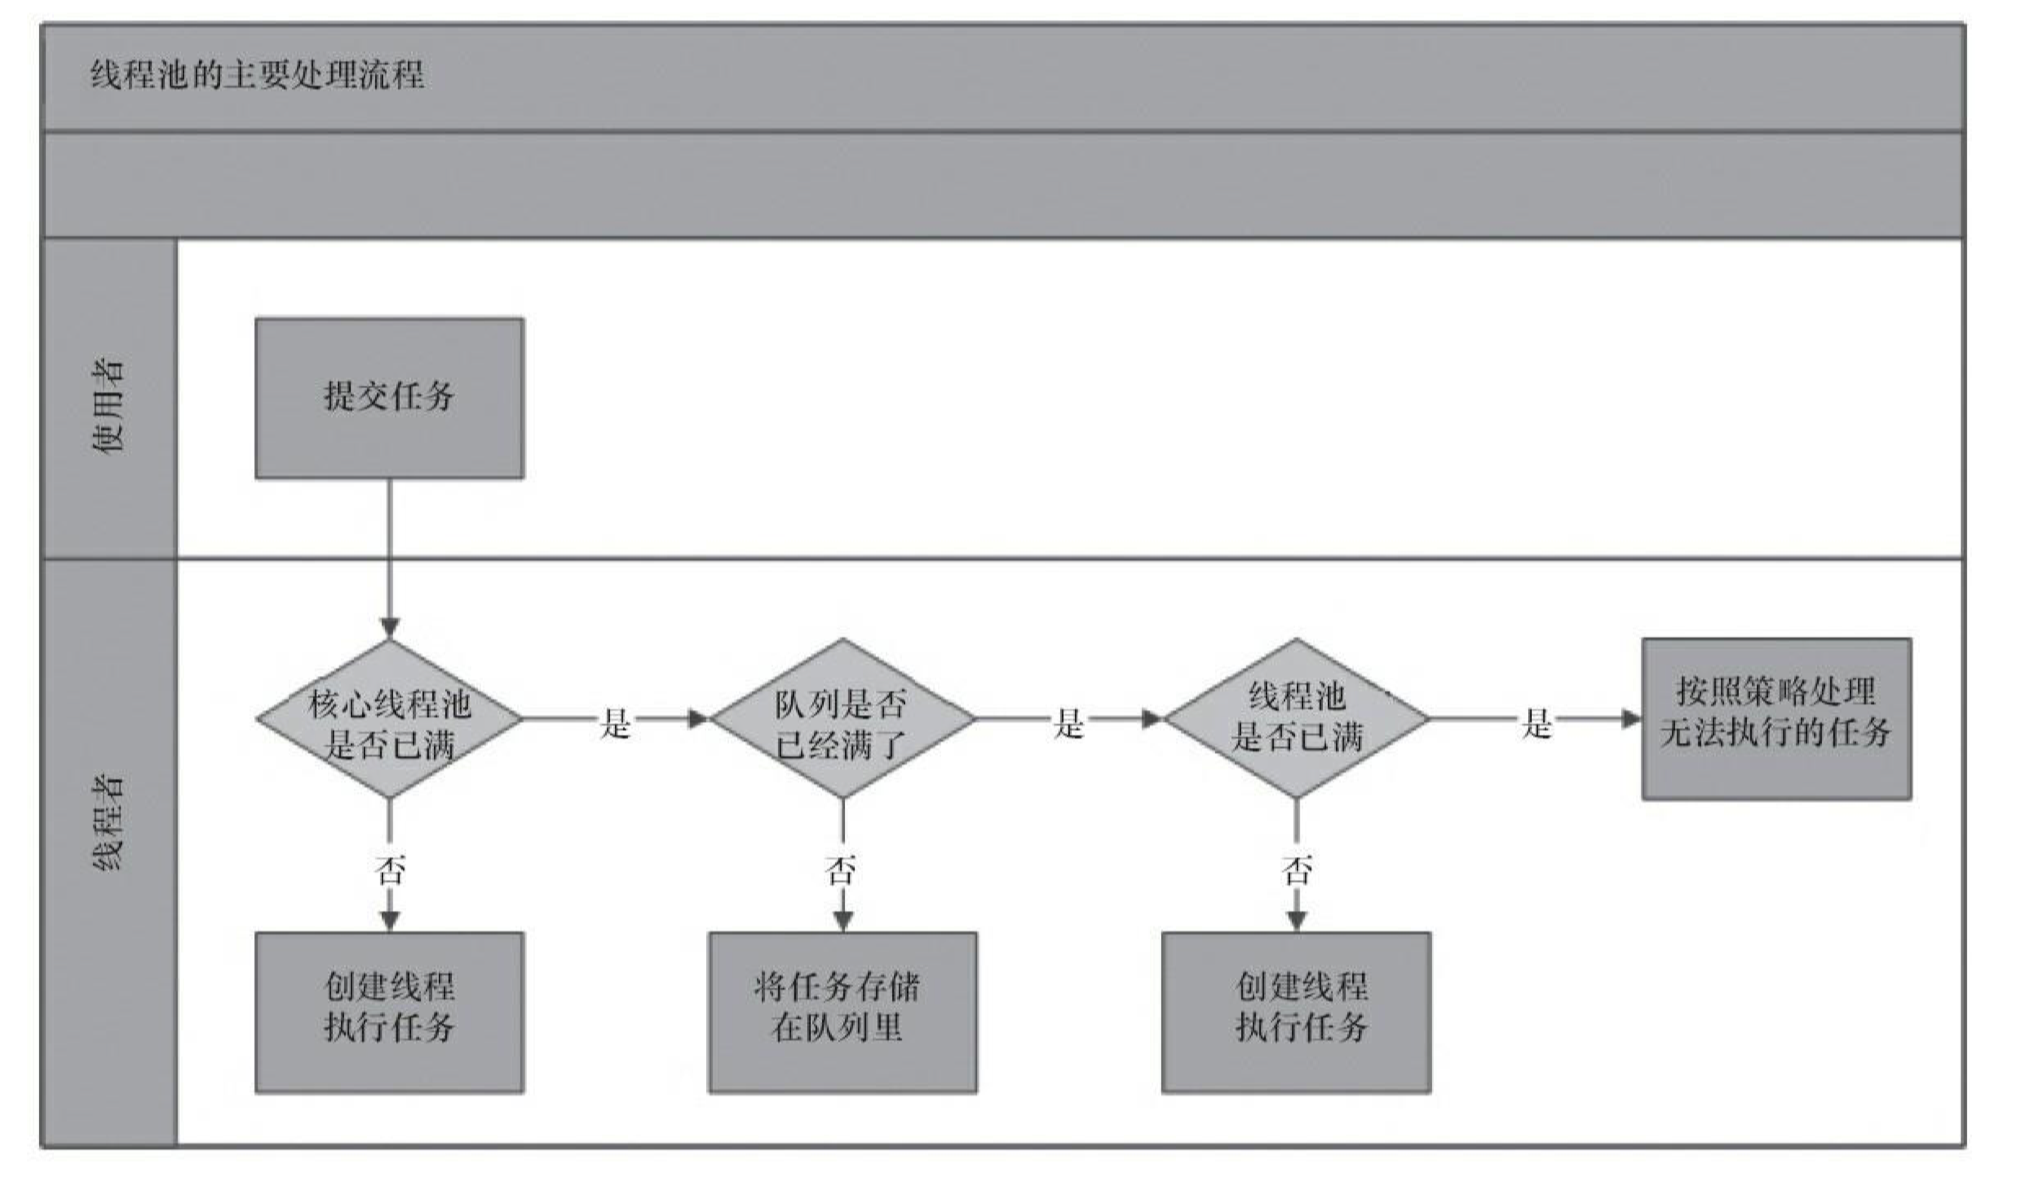 线程池的主要处理流程
使用者
提交任务
线程者
核心线程池
是否已满
是
队列是否
已经满了
是
线程池
是否已满
是
按照策略处理
无法执行的任务
否
否
否
创建线程
执行任务
将任务存储
在队列里
创建线程
执行任务